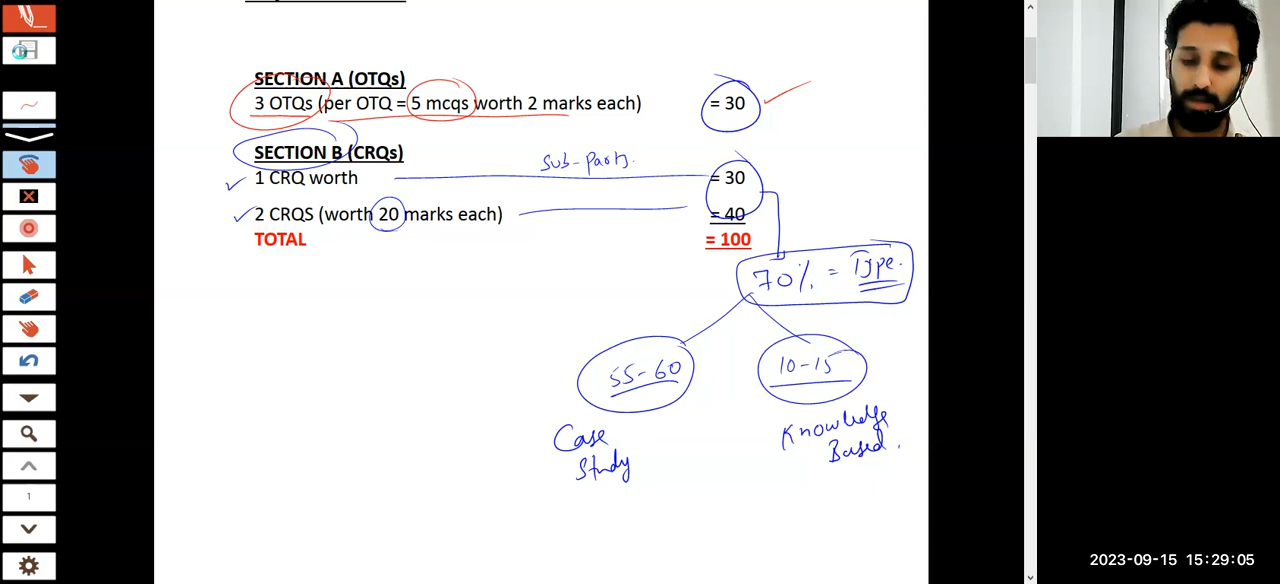 SECTION A (OTQs)
3 OTQs (per OTQ = 5 mcqs worth 2 marks each) = 30
SECTION B (CRQs)
1 CRQ worth Sub-Parts. = 30
2 CRQS (worth 20 marks each) = 40
TOTAL = 100
70% = Type.
55-60 10-15
Case Study
Knowledge Based.
1
2023-09-15 15:29:05